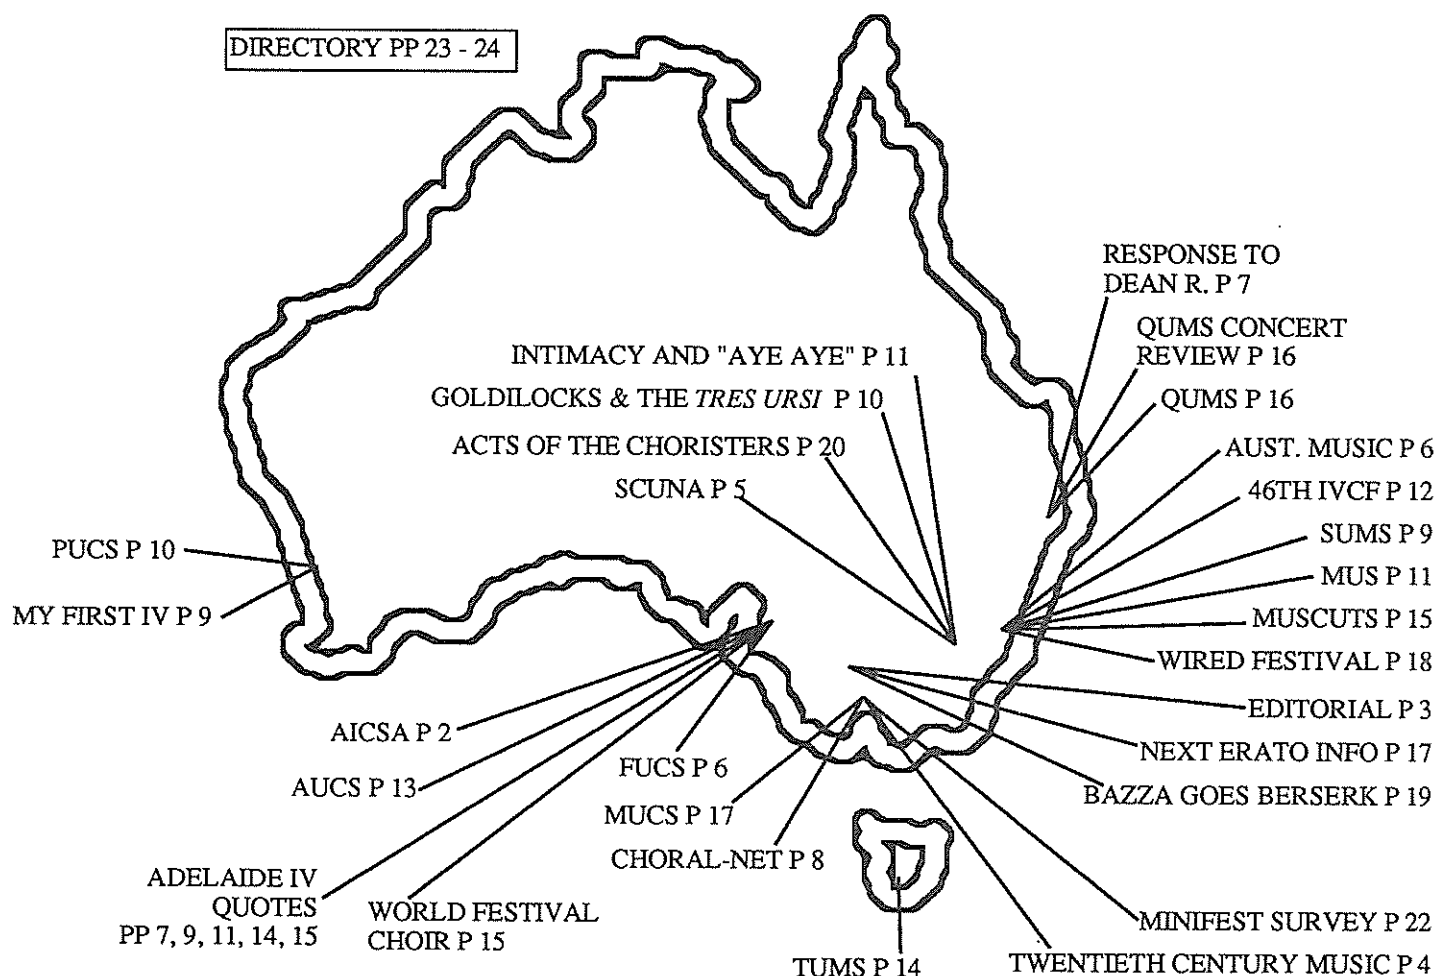 DIRECTORY PP 23 - 24
RESPONSE TO
DEAN R. P 7
QUMS CONCERT
REVIEW P 16
QUMS P 16
INTIMACY AND "AYE AYE" P 11
GOLDILOCKS & THE TRES URSI P 10
ACTS OF THE CHORISTERS P 20
SCUNA P 5
AUST. MUSIC P 6
46TH IVCF P 12
SUMS P 9
MUS P 11
MUSCUTS P 15
WIRED FESTIVAL P 18
EDITORIAL P 3
NEXT ERATO INFO P 17
BAZZA GOES BERSERK P 19
PUCS P 10
MY FIRST IV P 9
AICSA P 2
AUCS P 13
ADELAIDE IV
QUOTES
PP 7, 9, 11, 14, 15
WORLD FESTIVAL
CHOIR P 15
FUCS P 6
MUCS P 17
CHORAL-NET P 8
MINIFEST SURVEY P 22
TWENTIETH CENTURY MUSIC P 4
TUMS P 14